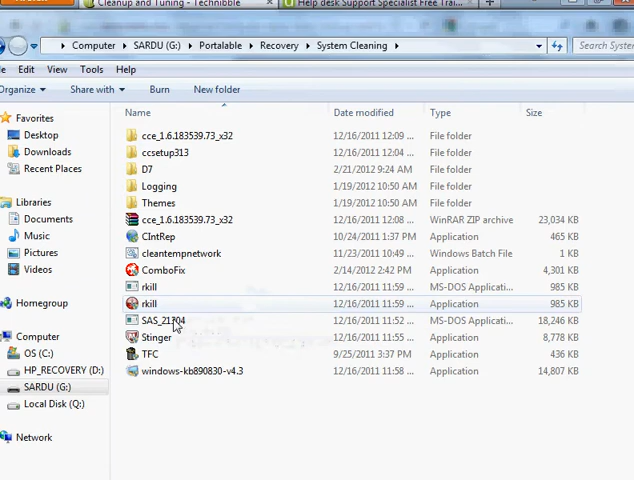 Cleanup and Tuning - Technibble
Help desk Support Specialist Free Trai...
Computer SARDU (G:) Portalable Recovery System Cleaning
Search System
Edit View Tools Help
Organize Share with Burn New folder
Name Date modified Type Size
Favorites
Desktop
Downloads
Recent Places
Libraries
Documents
Music
Pictures
Videos
Homegroup
Computer
OS (C:)
HP_RECOVERY (D:)
SARDU (G:)
Local Disk (Q:)
Network
cce_1.6.183539.73_x32 12/16/2011 12:09 ... File folder
ccsetup313 12/16/2011 12:04 ... File folder
D7 2/21/2012 9:24 AM File folder
Logging 1/19/2012 10:50 AM File folder
Themes 1/19/2012 10:50 AM File folder
cce_1.6.183539.73_x32 12/16/2011 12:08 ... WinRAR ZIP archive 23,034 KB
CIntRep 10/24/2011 1:37 PM Application 465 KB
cleantempnetwork 11/23/2011 10:49 ... Windows Batch File 1 KB
ComboFix 2/14/2012 2:42 PM Application 4,301 KB
rkill 12/16/2011 11:59 ... MS-DOS Applicati... 985 KB
rkill 12/16/2011 11:59 ... Application 985 KB
12/16/2011 11:52 ... MS-DOS Applicati... 18,246 KB
Stinger 12/16/2011 11:55 ... Application 8,778 KB
TFC 9/25/2011 3:37 PM Application 436 KB
windows-kb890830-v4.3 12/16/2011 11:58 ... Application 14,807 KB